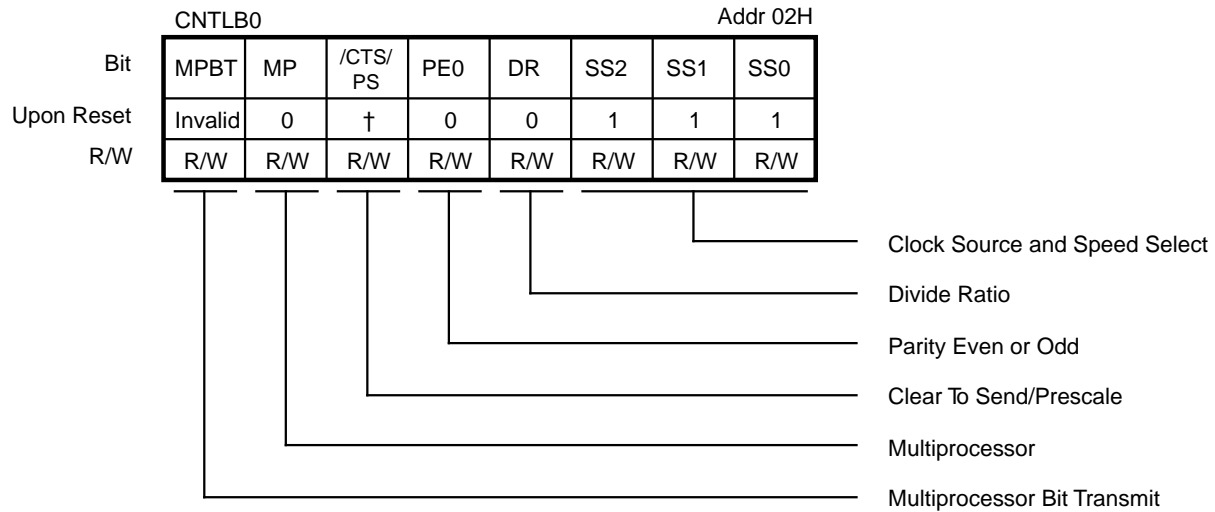 CNTLB0 Addr 02H
Bit MPBT MP /CTS/ PS PE0 DR SS2 SS1 SS0
Upon Reset Invalid 0 † 0 0 1 1 1
R/W R/W R/W R/W R/W R/W R/W R/W R/W
Clock Source and Speed Select
Divide Ratio
Parity Even or Odd
Clear To Send/Prescale
Multiprocessor
Multiprocessor Bit Transmit